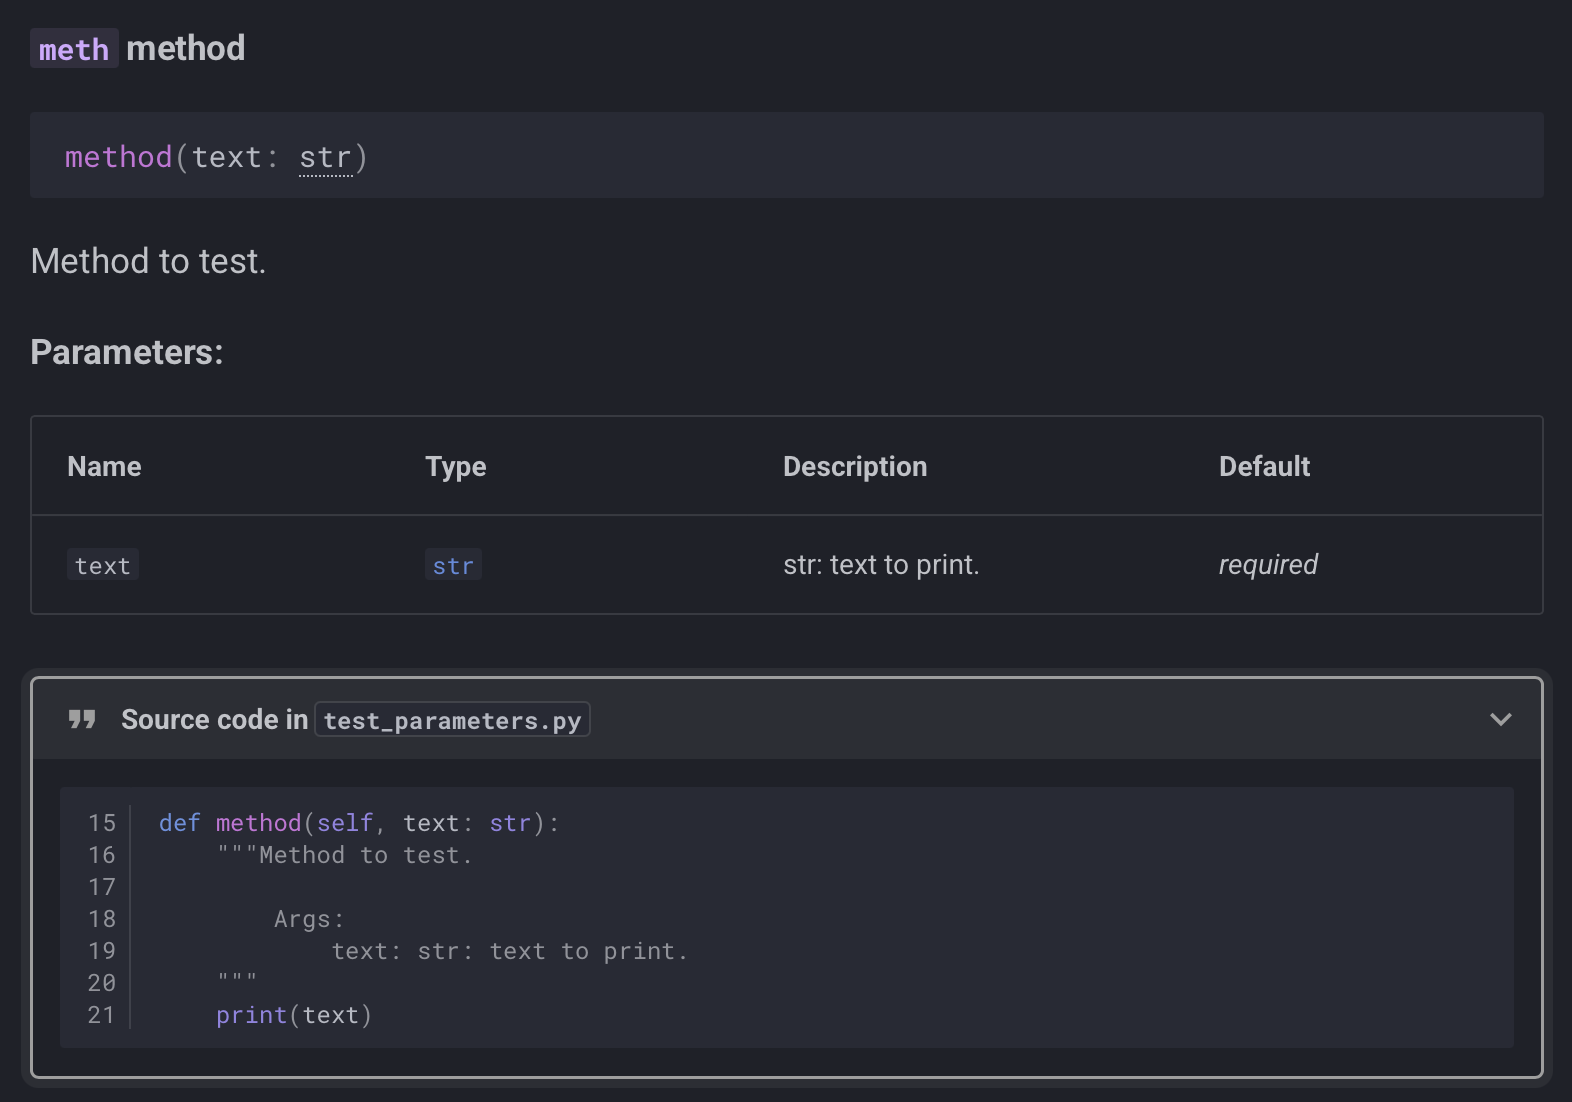 meth method
method(text: str)
Method to test.
Parameters:
Name Type Description Default
text str str: text to print. required
Source code in test_parameters.py
15 def method(self, text: str):
16     """Method to test.
17
18         Args:
19             text: str: text to print.
20     """
21     print(text)